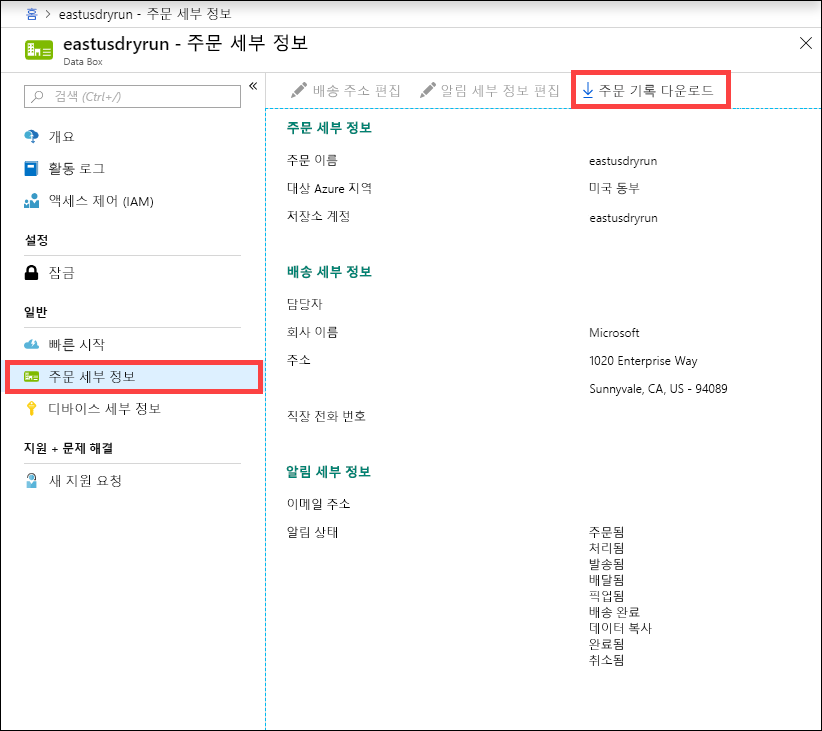 홈 > eastusdryrun - 주문 세부 정보
eastusdryrun - 주문 세부 정보
Data Box
검색 (Ctrl+/)
개요
활동 로그
액세스 제어 (IAM)
설정
잠금
일반
빠른 시작
주문 세부 정보
디바이스 세부 정보
지원 + 문제 해결
새 지원 요청
배송 주소 편집 알림 세부 정보 편집 주문 기록 다운로드
주문 세부 정보
주문 이름 eastusdryrun
대상 Azure 지역 미국 동부
저장소 계정 eastusdryrun
배송 세부 정보
담당자
회사 이름 Microsoft
주소 1020 Enterprise Way
Sunnyvale, CA, US - 94089
직장 전화 번호
알림 세부 정보
이메일 주소
알림 상태 주문됨
처리됨
발송됨
배달됨
픽업됨
배송 완료
데이터 복사
완료됨
취소됨